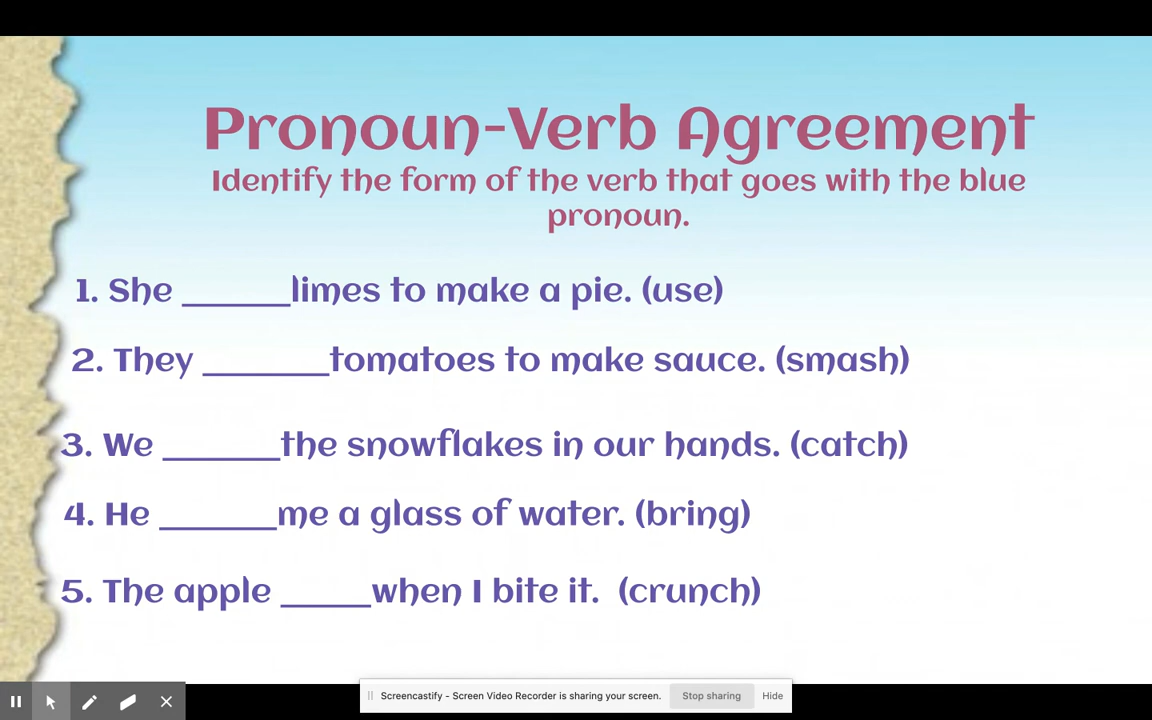 Pronoun-Verb Agreement
Identify the form of the verb that goes with the blue
pronoun.
1. She ______limes to make a pie. (use)
2. They _______tomatoes to make sauce. (smash)
3. We ______the snowflakes in our hands. (catch)
4. He ______me a glass of water. (bring)
5. The apple _____when I bite it. (crunch)
Screencastify - Screen Video Recorder is sharing your screen. Stop sharing Hide